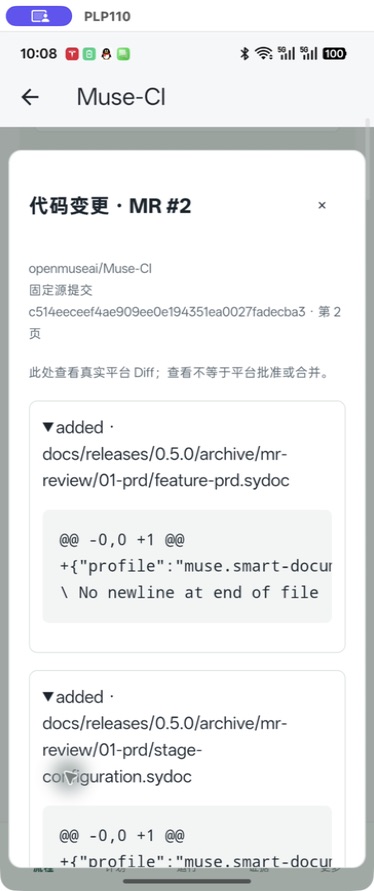 PLP110
10:08
5G
5G
100
Muse-CI
代码变更 · MR #2
×
openmuseai/Muse-CI
固定源提交
c514eeceef4ae909ee0e194351ea0027fadecba3 · 第 2
页
此处查看真实平台 Diff；查看不等于平台批准或合并。
▼added ·
docs/releases/0.5.0/archive/mr-
review/01-prd/feature-prd.sydoc
@@ -0,0 +1 @@
+{"profile":"muse.smart-docum
\ No newline at end of file
▼added ·
docs/releases/0.5.0/archive/mr-
review/01-prd/stage-
configuration.sydoc
@@ -0,0 +1 @@
+{"profile":"muse.smart-docum